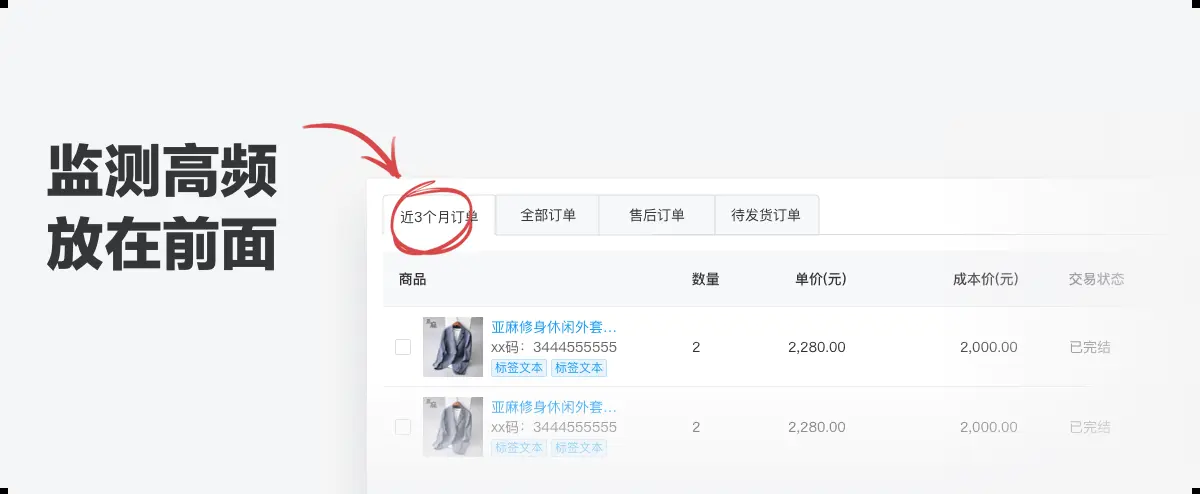 监测高频
放在前面
近3个月订单 全部订单 售后订单 待发货订单
商品 数量 单价(元) 成本价(元) 交易状态
亚麻修身休闲外套...
xx码：3444555555 2 2,280.00 2,000.00 已完结
标签文本 标签文本
亚麻修身休闲外套...
xx码：3444555555 2 2,280.00 2,000.00 已完结
标签文本 标签文本